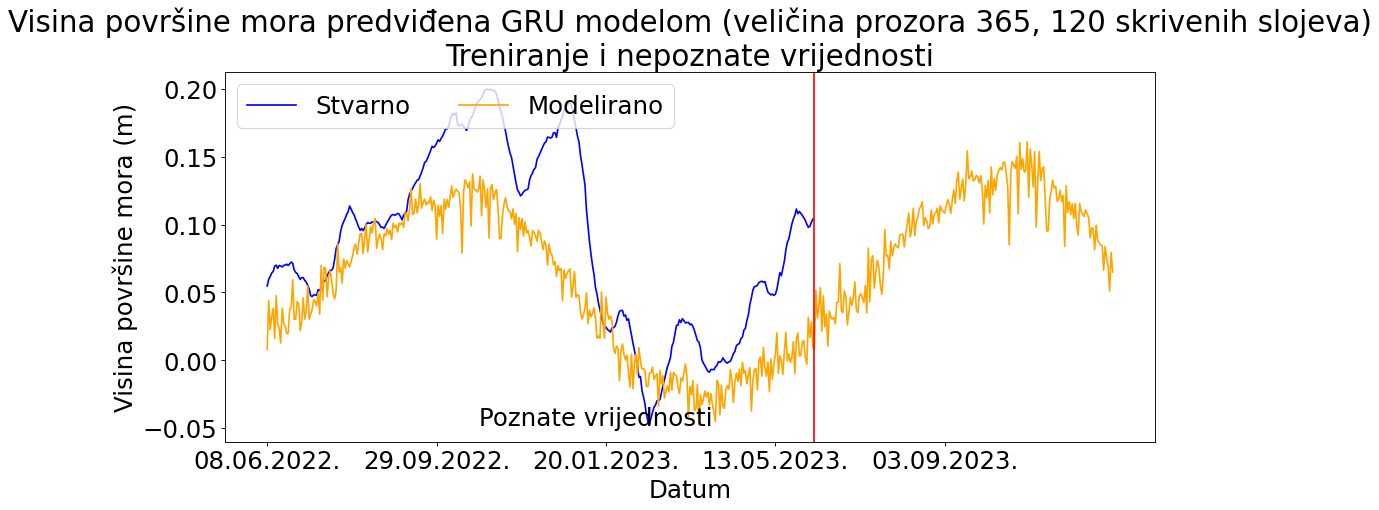 Visina površine mora predviđena GRU modelom (veličina prozora 365, 120 skrivenih slojeva)
Treniranje i nepoznate vrijednosti
Stvarno Modelirano
Visina površine mora (m)
0.20
0.15
0.10
0.05
0.00
−0.05
Poznate vrijednosti
08.06.2022. 29.09.2022. 20.01.2023. 13.05.2023. 03.09.2023.
Datum